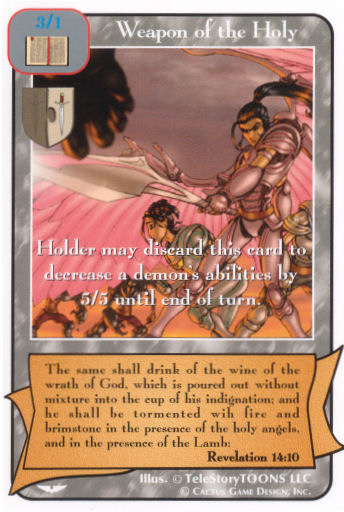 3/1
Weapon of the Holy
Holder may discard this card to
decrease a demon's abilities by
5/5 until end of turn.
The same shall drink of the wine of the
wrath of God, which is poured out without
mixture into the cup of his indignation; and
he shall be tormented wih fire and
brimstone in the presence of the holy angels,
and in the presence of the Lamb:
Revelation 14:10
Illus. © TeleStoryTOONS LLC
© Cactus Game Design, Inc.